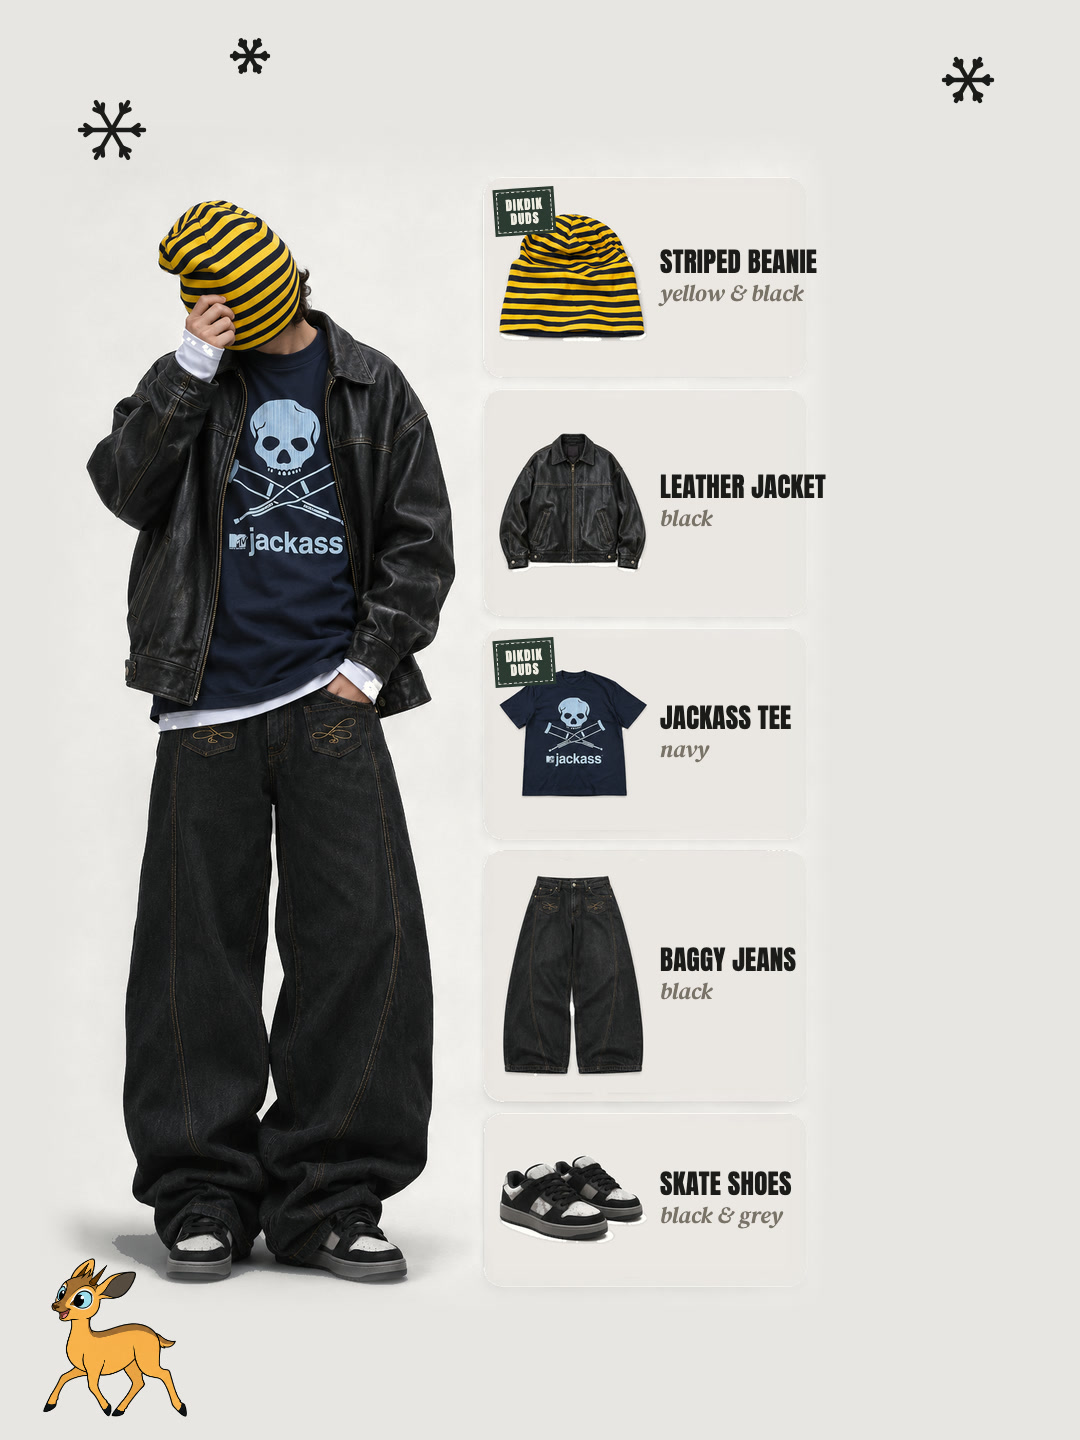 DIKDIK
DUDS
STRIPED BEANIE
yellow & black
LEATHER JACKET
black
MTV jackass
DIKDIK
DUDS
JACKASS TEE
navy
jackass
BAGGY JEANS
black
SKATE SHOES
black & grey